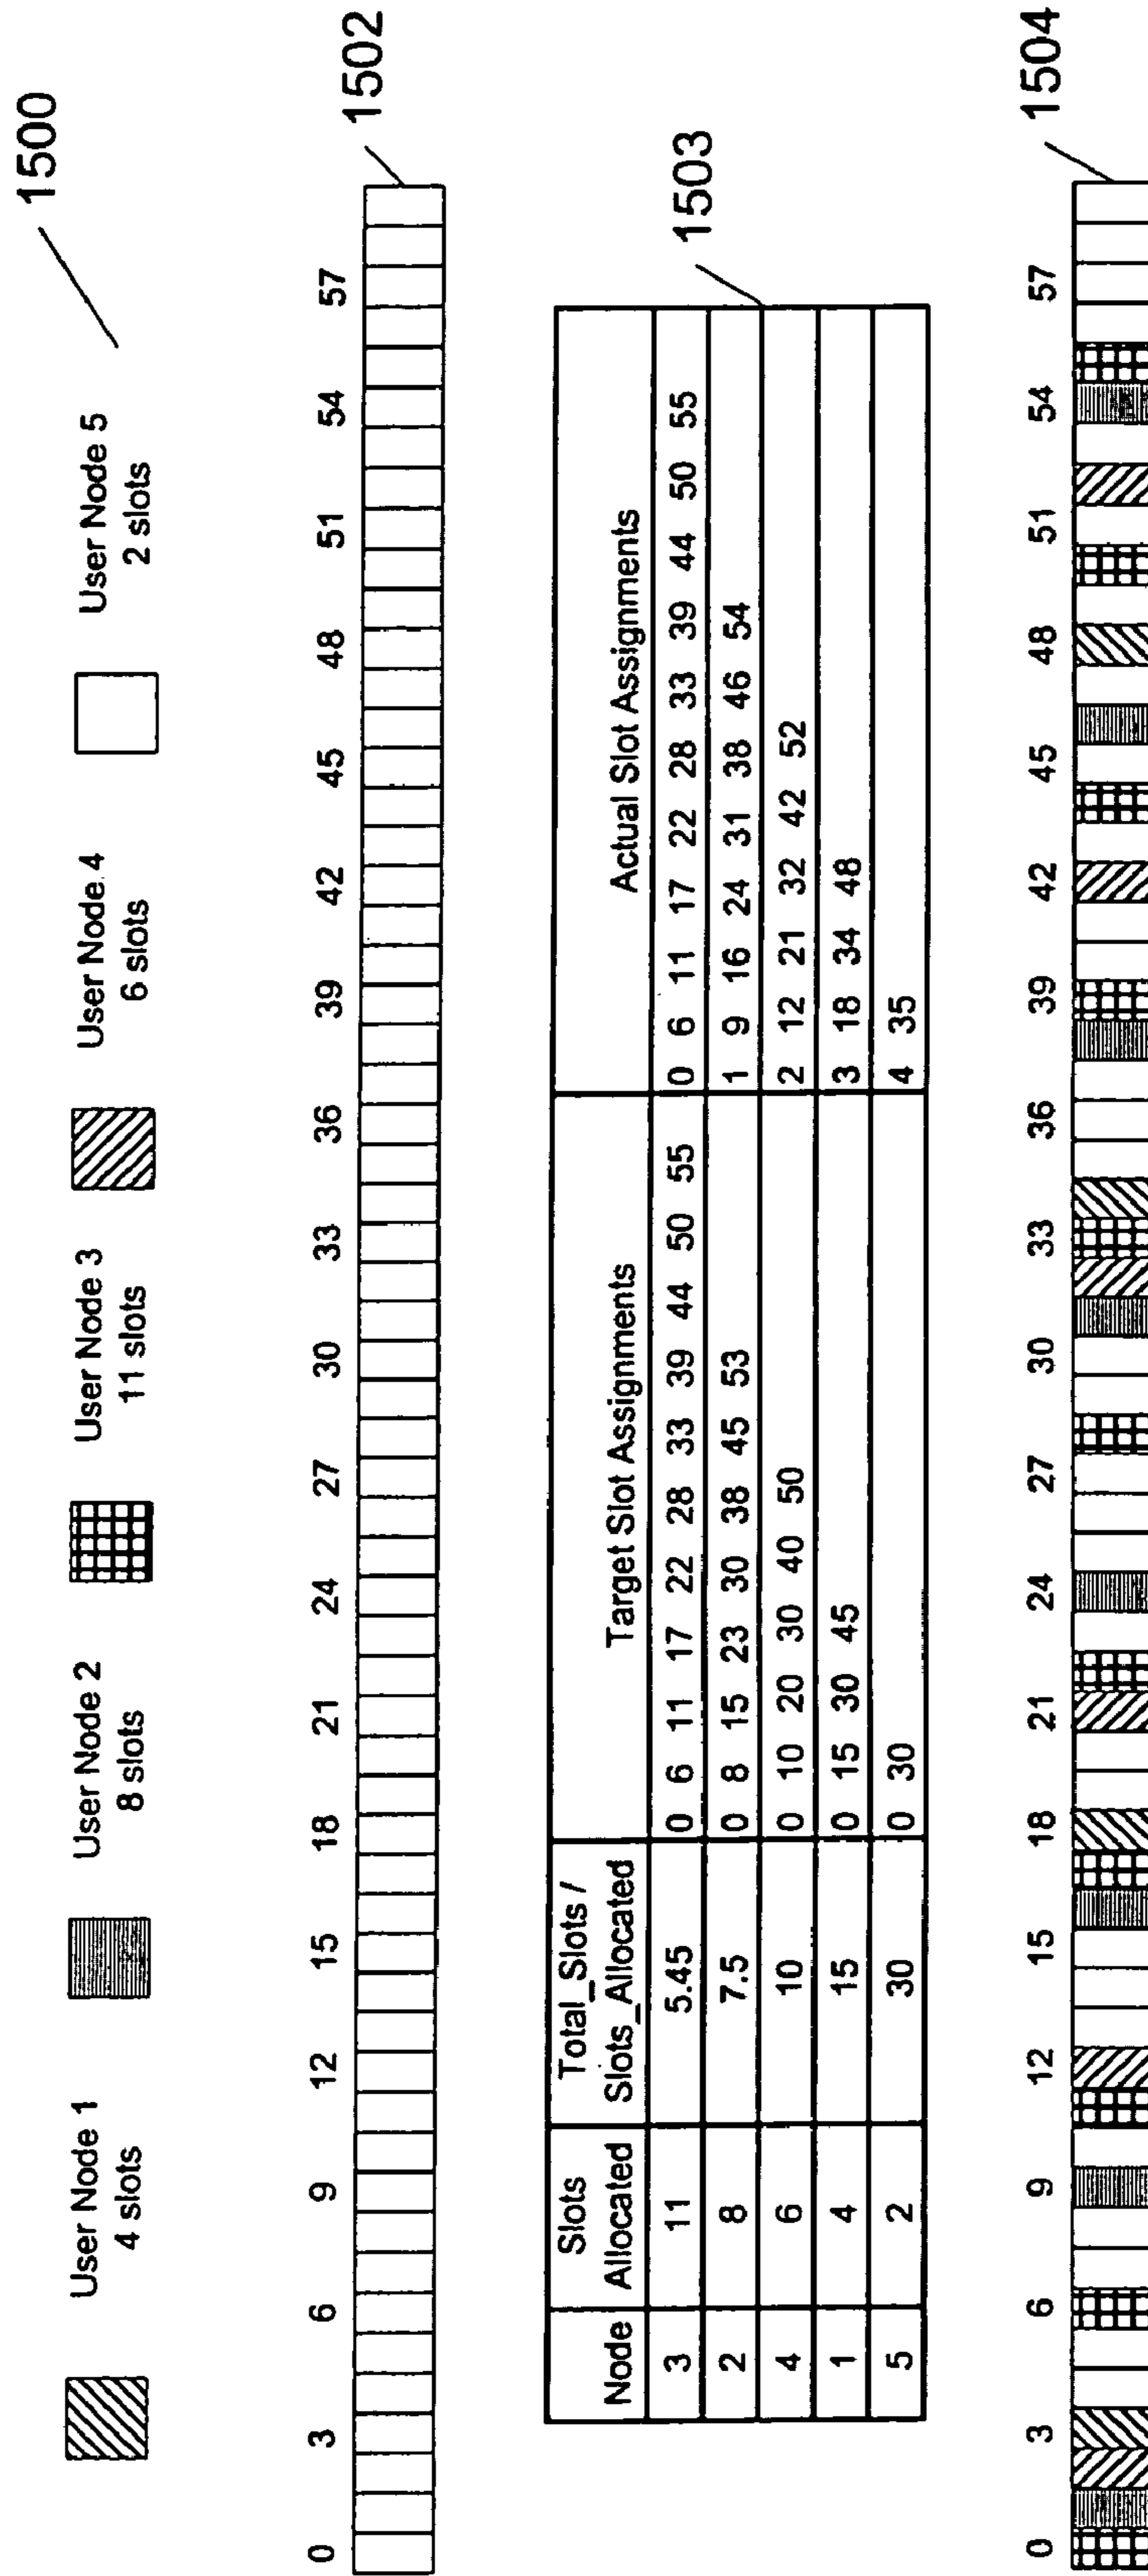 1500
User Node 1
4 slots
User Node 2
8 slots
User Node 3
11 slots
User Node 4
6 slots
User Node 5
2 slots
1502
0 3 6 9 12 15 18 21 24 27 30 33 36 39 42 45 48 51 54 57
1503
Node Slots Allocated Total_Slots / Slots_Allocated Target Slot Assignments Actual Slot Assignments
3 11 5.45 0 6 11 17 22 28 33 39 44 50 55 0 6 11 17 22 28 33 39 44 50 55
2 8 7.5 0 8 15 23 30 38 45 53 1 9 16 24 31 38 46 54
4 6 10 0 10 20 30 40 50 2 12 21 32 42 52
1 4 15 0 15 30 45 3 18 34 48
5 2 30 0 30 4 35
1504
0 3 6 9 12 15 18 21 24 27 30 33 36 39 42 45 48 51 54 57